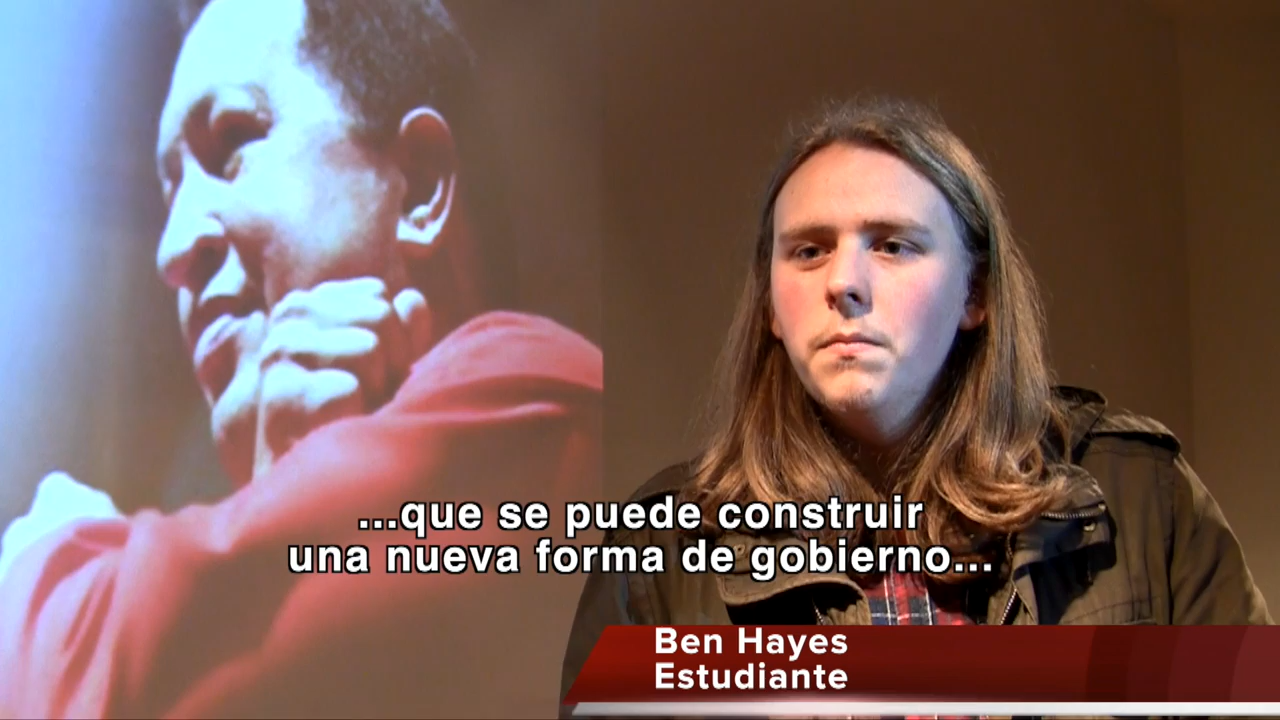 ...que se puede construir
una nueva forma de gobierno...
Ben Hayes
Estudiante